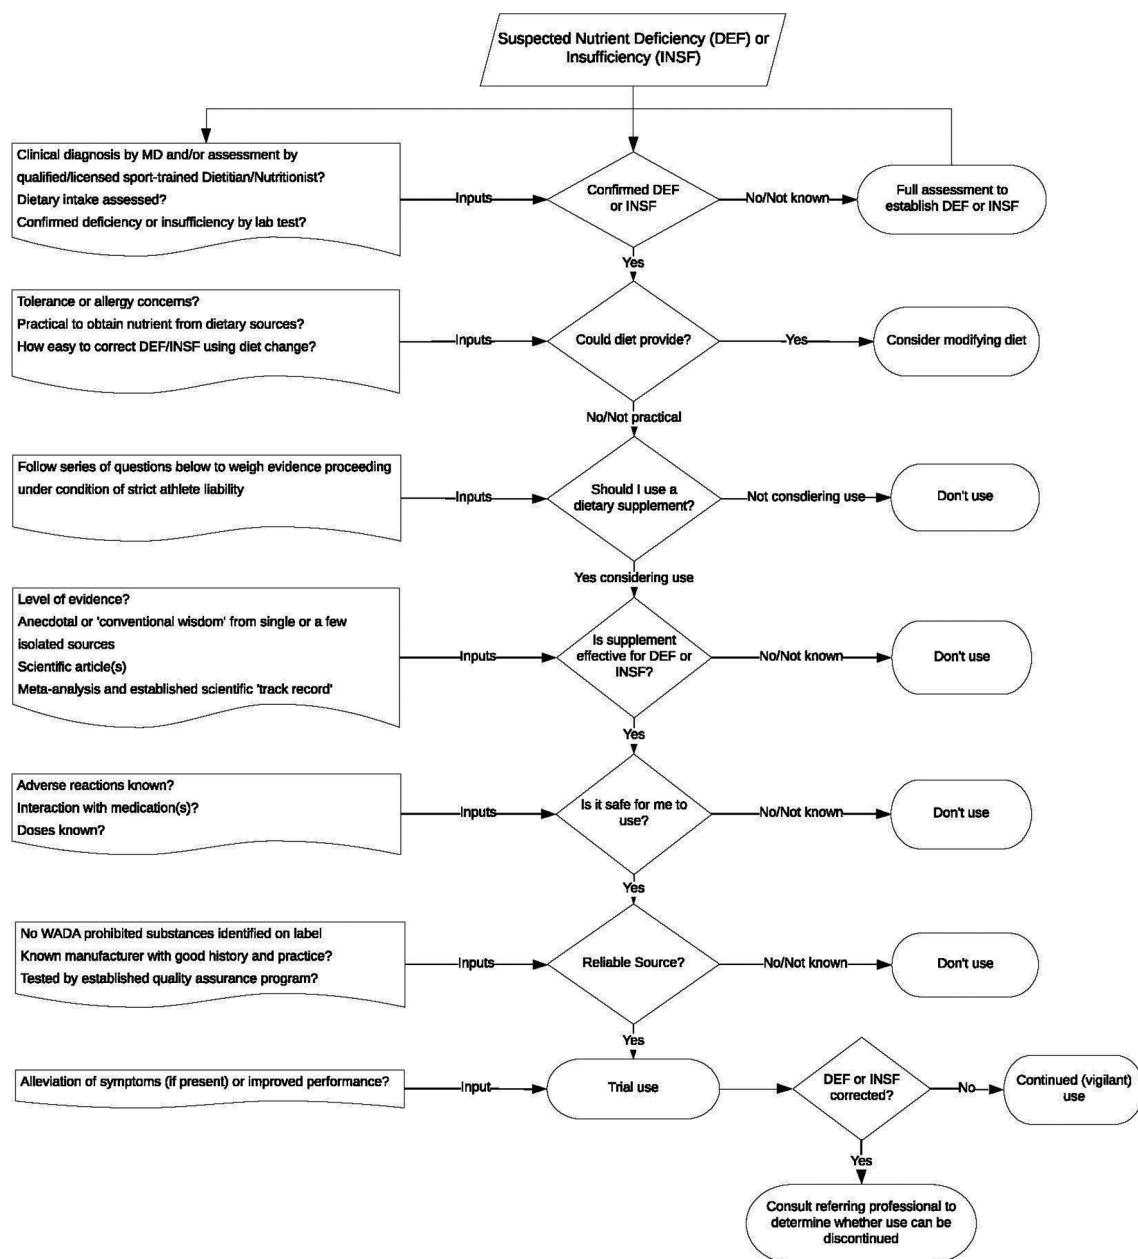 Suspected Nutrient Deficiency (DEF) or
Insufficiency (INSF)
Clinical diagnosis by MD and/or assessment by
qualified/licensed sport-trained Dietitian/Nutritionist?
Dietary intake assessed?
Confirmed deficiency or insufficiency by lab test?
Inputs
Confirmed DEF
or INSF
No/Not known
Full assessment to
establish DEF or INSF
Yes
Tolerance or allergy concerns?
Practical to obtain nutrient from dietary sources?
How easy to correct DEF/INSF using diet change?
Inputs
Could diet provide?
Yes
Consider modifying diet
No/Not practical
Follow series of questions below to weigh evidence proceeding
under condition of strict athlete liability
Inputs
Should I use a
dietary supplement?
Not consdiering use
Don't use
Yes considering use
Level of evidence?
Anecdotal or 'conventional wisdom' from single or a few
isolated sources
Scientific article(s)
Meta-analysis and established scientific 'track record'
Inputs
Is supplement
effective for DEF or
INSF?
No/Not known
Don't use
Yes
Adverse reactions known?
Interaction with medication(s)?
Doses known?
Inputs
Is it safe for me to
use?
No/Not known
Don't use
Yes
No WADA prohibited substances identified on label
Known manufacturer with good history and practice?
Tested by established quality assurance program?
Inputs
Reliable Source?
No/Not known
Don't use
Yes
Alleviation of symptoms (if present) or improved performance?
Input
Trial use
DEF or INSF
corrected?
No
Continued (vigilant)
use
Yes
Consult referring professional to
determine whether use can be
discontinued